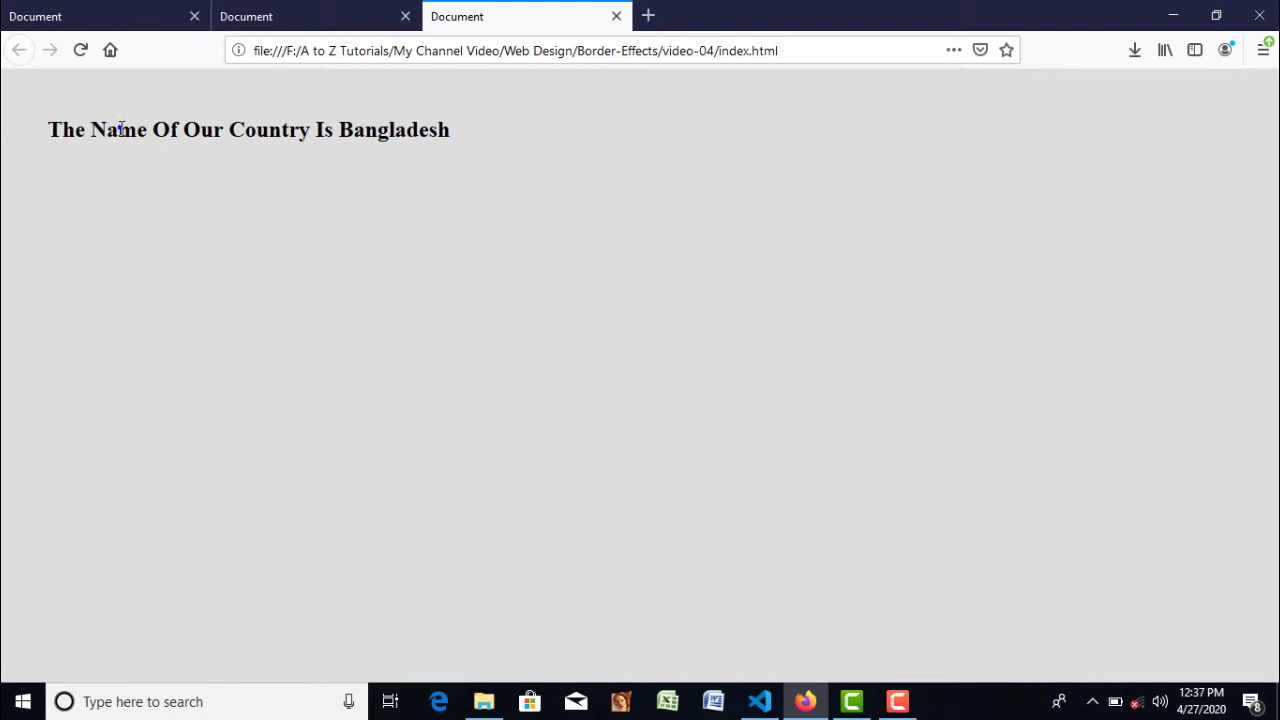 Document
Document
Document
file:///F:/A to Z Tutorials/My Channel Video/Web Design/Border-Effects/video-04/index.html
The Name Of Our Country Is Bangladesh
Type here to search
12:37 PM
4/27/2020
8